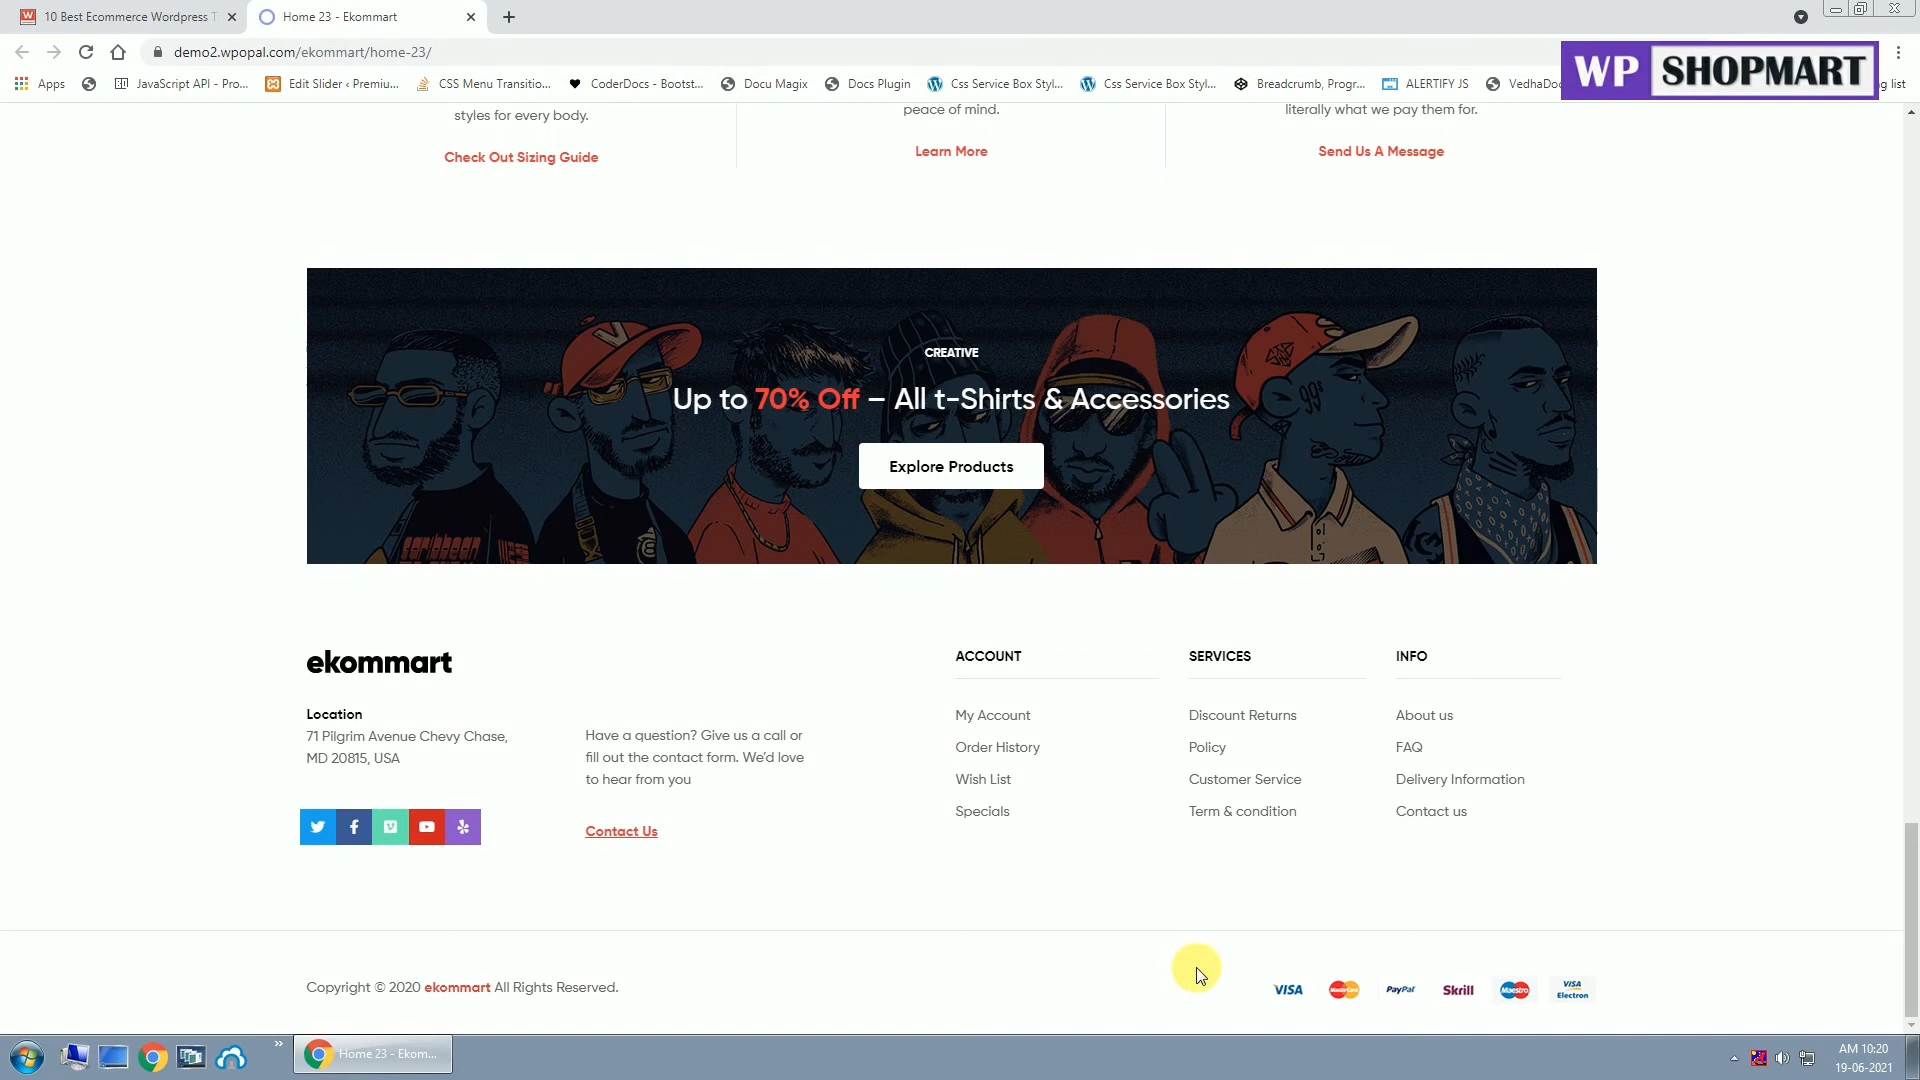 10 Best Ecommerce Wordpress T
Home 23 - Ekommart
demo2.wpopal.com/ekommart/home-23/
WP SHOPMART
Apps
JavaScript API - Pro...
Edit Slider ‹ Premiu...
CSS Menu Transitio...
CoderDocs - Bootst...
Docu Magix
Docs Plugin
Css Service Box Styl...
Css Service Box Styl...
Breadcrumb, Progr...
ALERTIFY JS
styles for every body.
peace of mind.
literally what we pay them for.
Check Out Sizing Guide
Learn More
Send Us A Message
CREATIVE
Up to 70% Off – All t-Shirts & Accessories
Explore Products
ekommart
Location
71 Pilgrim Avenue Chevy Chase,
MD 20815, USA
Have a question? Give us a call or
fill out the contact form. We’d love
to hear from you
Contact Us
ACCOUNT
My Account
Order History
Wish List
Specials
SERVICES
Discount Returns
Policy
Customer Service
Term & condition
INFO
About us
FAQ
Delivery Information
Contact us
Copyright © 2020 ekommart All Rights Reserved.
VISA
MasterCard
PayPal
Skrill
Maestro
VISA
Electron
Home 23 - Ekom...
AM 10:20
19-06-2021